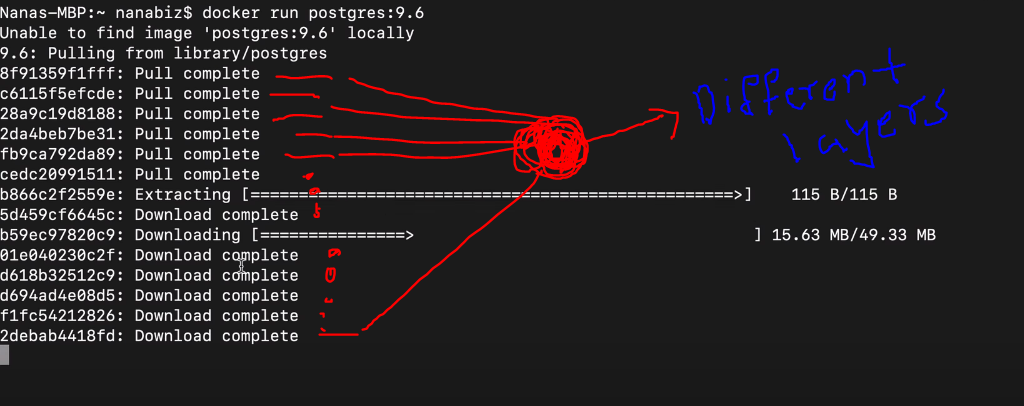 Nanas-MBP:~ nanabiz$ docker run postgres:9.6
Unable to find image 'postgres:9.6' locally
9.6: Pulling from library/postgres
8f91359f1fff: Pull complete
c6115f5efcde: Pull complete
28a9c19d8188: Pull complete
2da4beb7be31: Pull complete
fb9ca792da89: Pull complete
cedc20991511: Pull complete
b866c2f2559e: Extracting [==================================================>] 115 B/115 B
5d459cf6645c: Download complete
b59ec97820c9: Downloading [===============> ] 15.63 MB/49.33 MB
01e040230c2f: Download complete
d618b32512c9: Download complete
d694ad4e08d5: Download complete
f1fc54212826: Download complete
2debab4418fd: Download complete
Different
layers